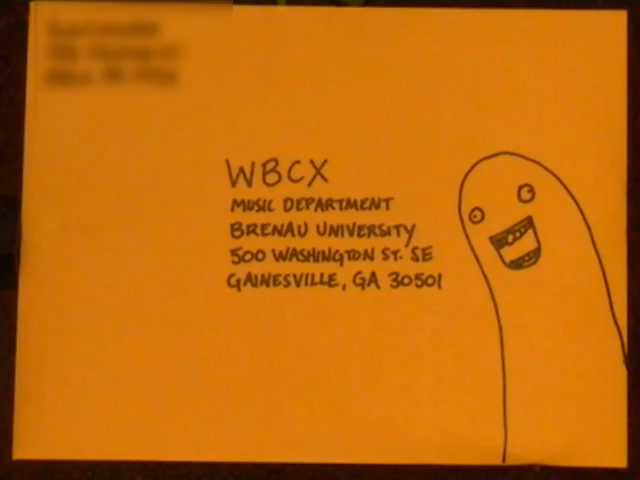 WBCX
MUSIC DEPARTMENT
BRENAU UNIVERSITY
500 WASHINGTON ST. SE
GAINESVILLE, GA 30501